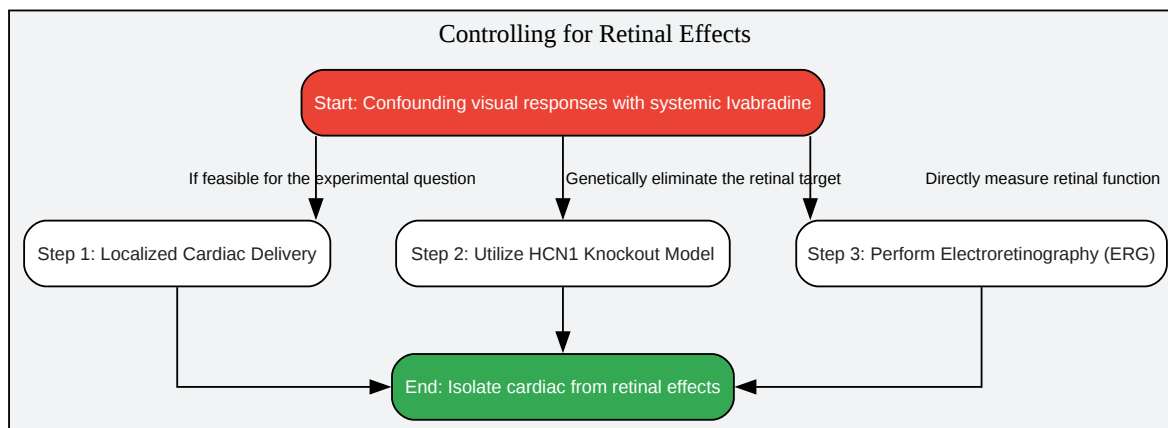 Controlling for Retinal Effects
Start: Confounding visual responses with systemic Ivabradine
If feasible for the experimental question
Genetically eliminate the retinal target
Directly measure retinal function
Step 1: Localized Cardiac Delivery
Step 2: Utilize HCN1 Knockout Model
Step 3: Perform Electroretinography (ERG)
End: Isolate cardiac from retinal effects